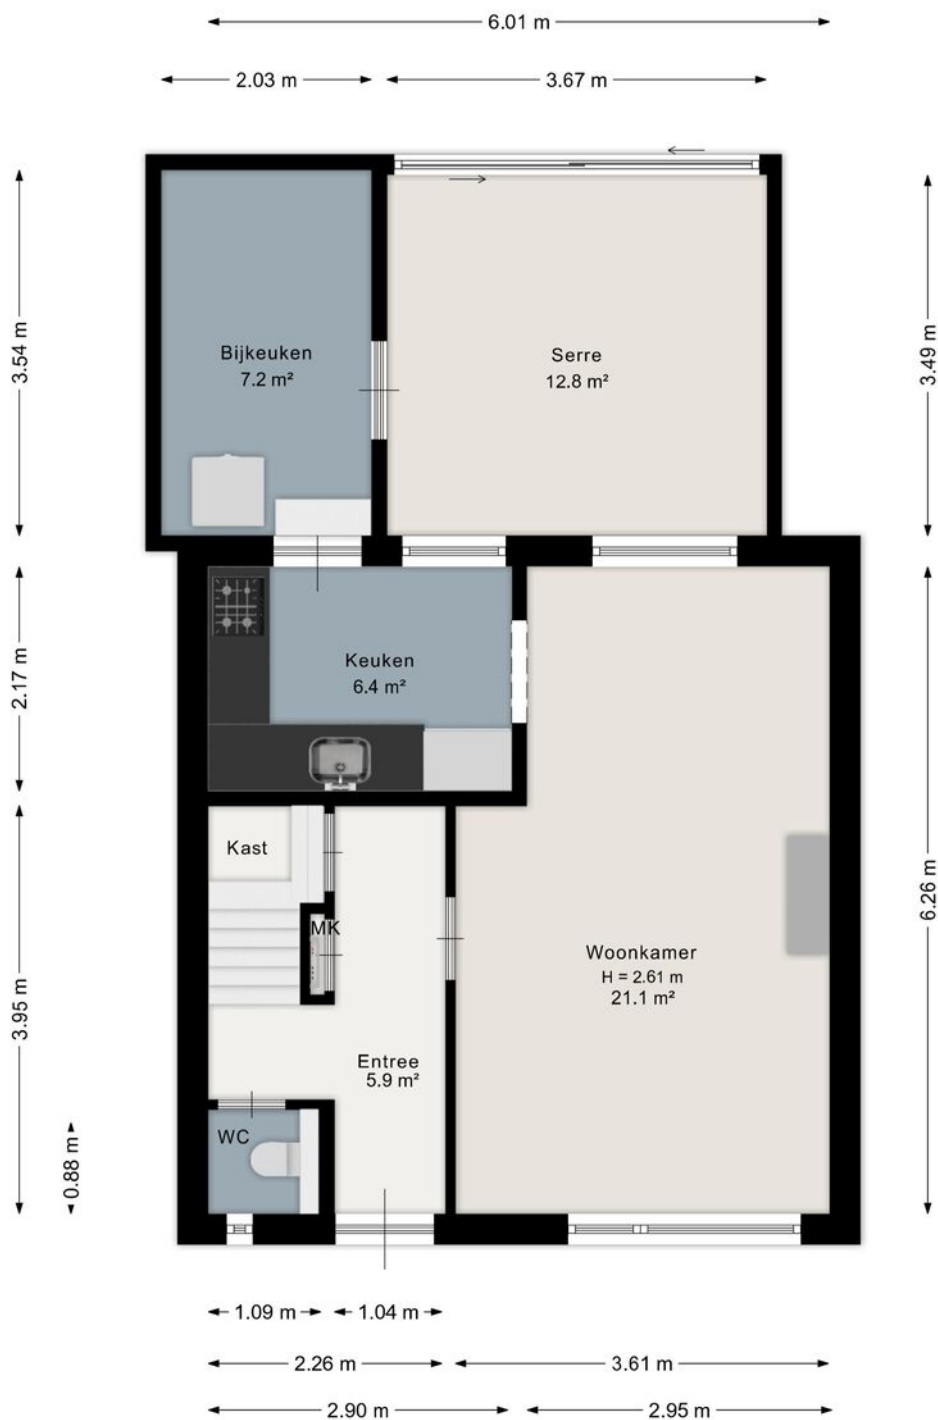 6.01 m
2.03 m
3.67 m
3.54 m
3.49 m
Bijkeuken
7.2 m²
Serre
12.8 m²
2.17 m
Keuken
6.4 m²
6.26 m
Kast
MK
Woonkamer
H = 2.61 m
21.1 m²
3.95 m
Entree
5.9 m²
WC
0.88 m
1.09 m
1.04 m
2.26 m
3.61 m
2.90 m
2.95 m